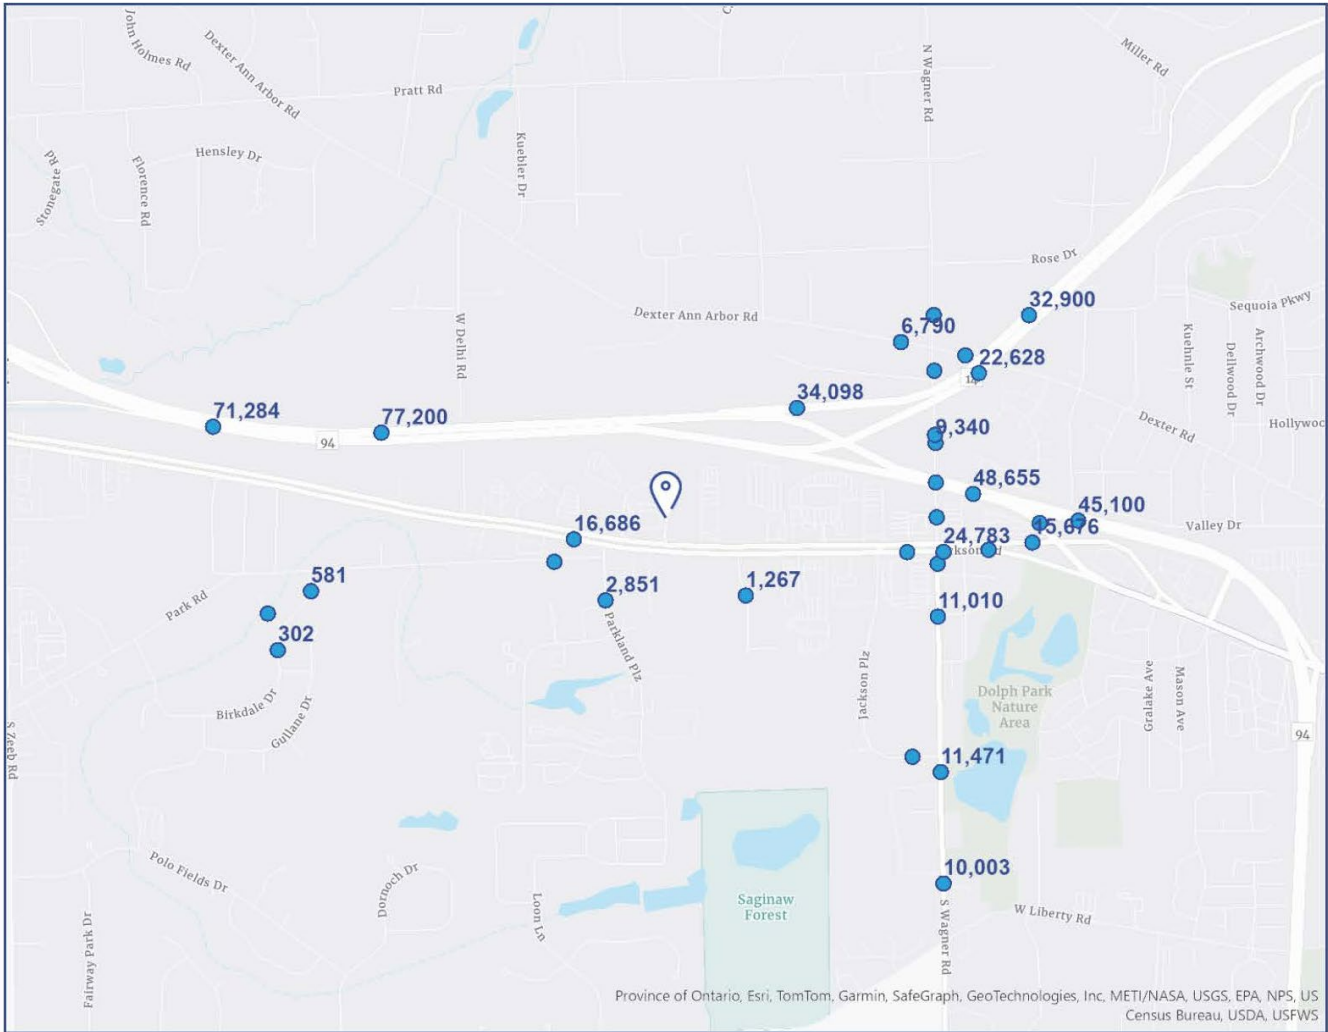 John Holmes Rd
Dexter Ann Arbor Rd
Pratt Rd
N Wagner Rd
Miller Rd
Kuebler Dr
Hensley Dr
Stonegate Rd
Florence Rd
Rose Dr
32,900
Sequoia Pkwy
Dexter Ann Arbor Rd
6,790
W Delhi Rd
Kuehnle St
Dellwood Dr
Archwood Dr
22,628
34,098
71,284
77,200
94
9,340
Dexter Rd
Hollywoo
48,655
45,100
16,686
15,676
Valley Dr
24,783
ckson Rd
581
2,851
1,267
Park Rd
11,010
302
Parkland Plz
Birkdale Dr
Gullane Dr
Jackson Plz
Dolph Park
Nature
Area
Gralake Ave
Mason Ave
S Zeeb Rd
94
11,471
Polo Fields Dr
Dornoch Dr
10,003
Loon Ln
Saginaw
Forest
S Wagner Rd
W Liberty Rd
Fairway Park Dr
Province of Ontario, Esri, TomTom, Garmin, SafeGraph, GeoTechnologies, Inc, METI/NASA, USGS, EPA, NPS, US
Census Bureau, USDA, USFWS